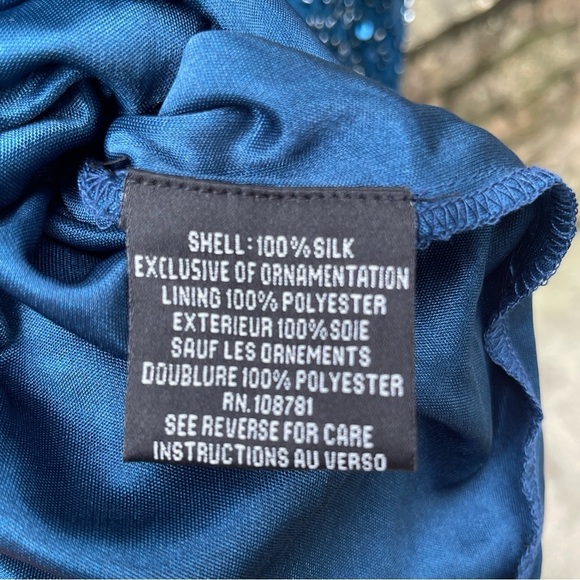 SHELL: 100% SILK
EXCLUSIVE OF ORNAMENTATION
LINING 100% POLYESTER
EXTERIEUR 100% SOIE
SAUF LES ORNEMENTS
DOUBLURE 100% POLYESTER
RN. 108781
SEE REVERSE FOR CARE
INSTRUCTIONS AU VERSO